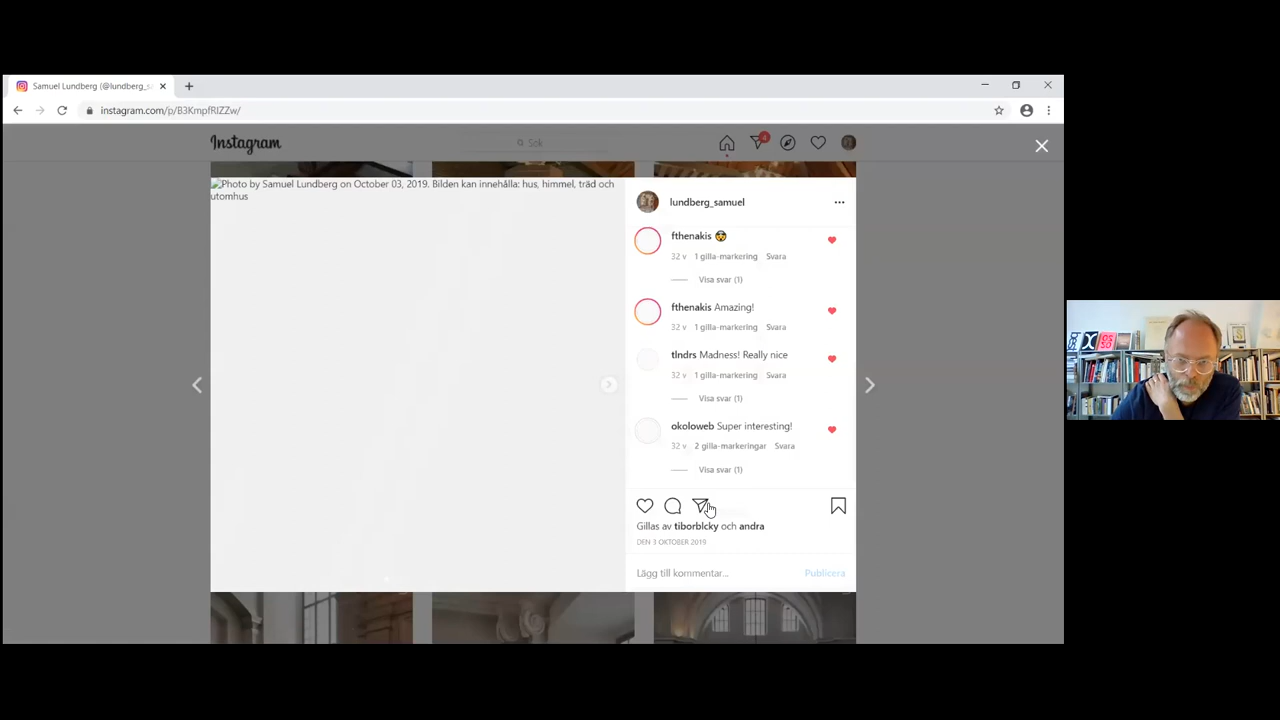 Samuel Lundberg (@lundberg_s
instagram.com/p/B3KmpfRIZZw/
Instagram
Sök
4
Photo by Samuel Lundberg on October 03, 2019. Bilden kan innehålla: hus, himmel, träd och
utomhus
lundberg_samuel
fthenakis
32 v 1 gilla-markering Svara
Visa svar (1)
fthenakis Amazing!
32 v 1 gilla-markering Svara
tlndrs Madness! Really nice
32 v 1 gilla-markering Svara
Visa svar (1)
okoloweb Super interesting!
32 v 2 gilla-markeringar Svara
Visa svar (1)
Gillas av tiborblcky och andra
DEN 3 OKTOBER 2019
Lägg till kommentar... Publicera